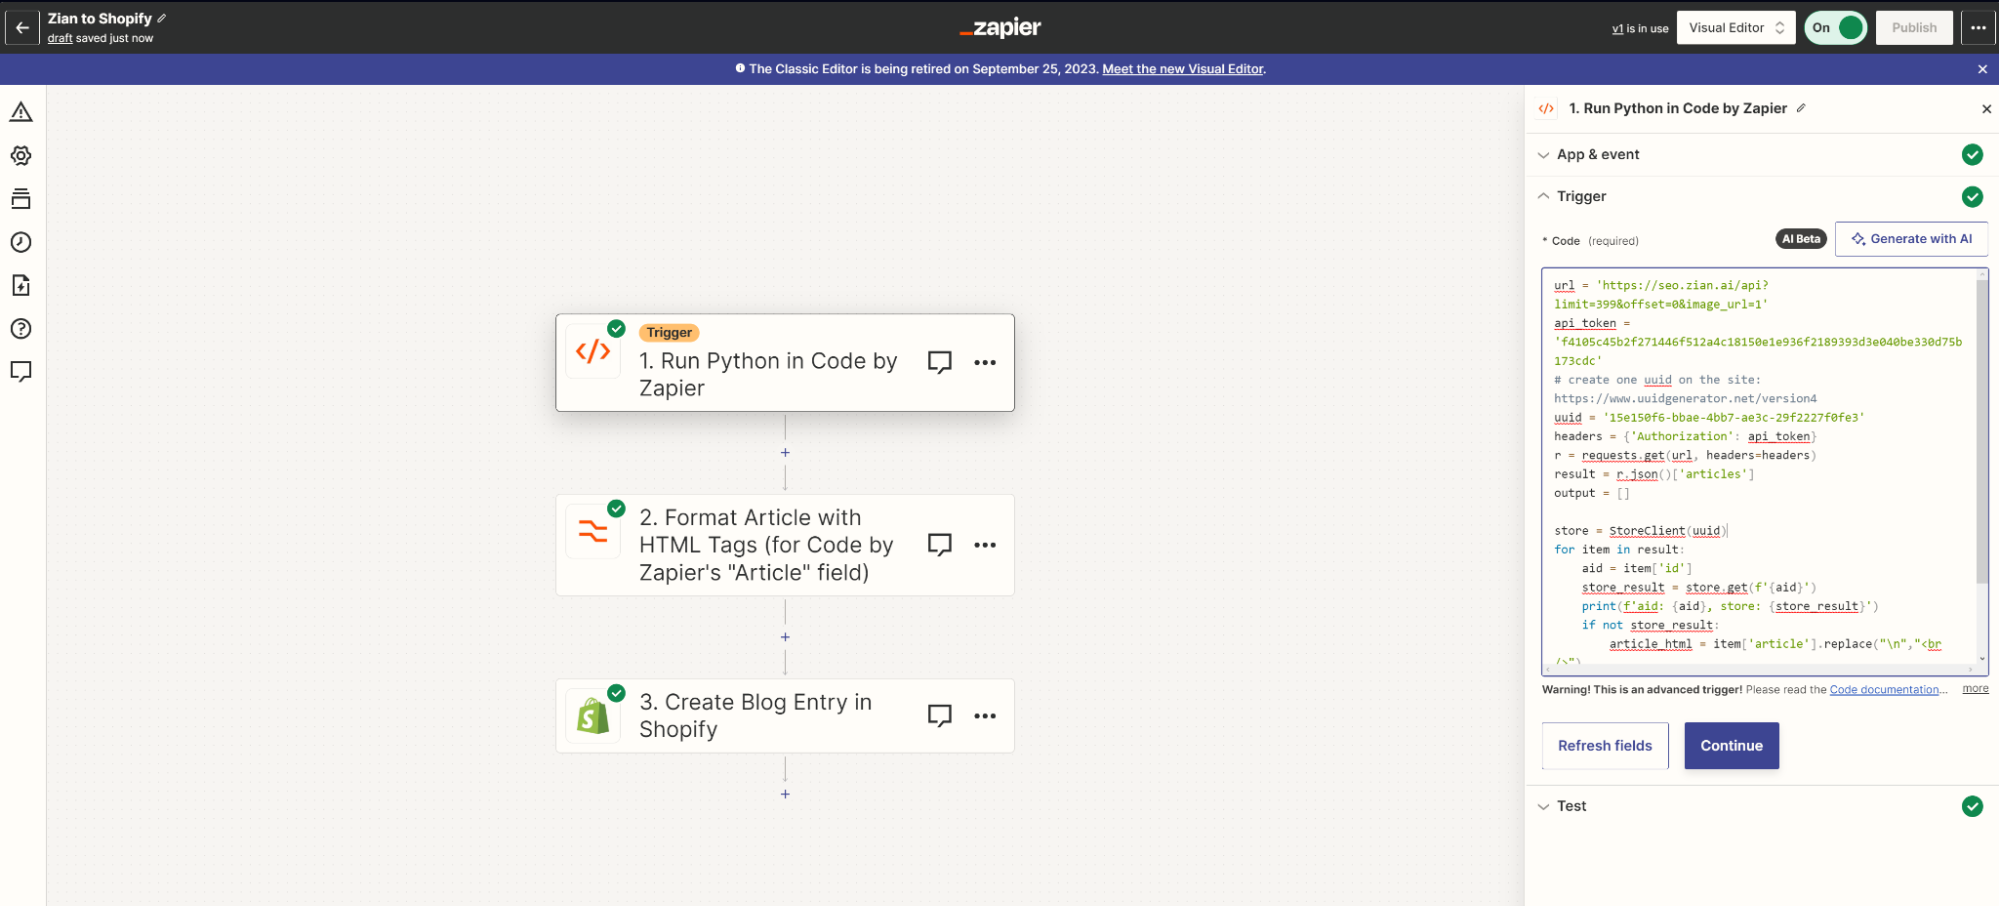 Zian to Shopify
draft saved just now
zapier
v1 is in use
Visual Editor
On
Publish
The Classic Editor is being retired on September 25, 2023. Meet the new Visual Editor.
Trigger
1. Run Python in Code by
Zapier
2. Format Article with
HTML Tags (for Code by
Zapier's "Article" field)
3. Create Blog Entry in
Shopify
1. Run Python in Code by Zapier
App & event
Trigger
* Code (required)
AI Beta
Generate with AI
url = 'https://seo.zian.ai/api?
limit=399&offset=0&image_url=1'
api_token =
'f4105c45b2f271446f512a4c18150e1e936f2189393d3e040be330d75b
173cdc'
# create one uuid on the site:
https://www.uuidgenerator.net/version4
uuid = '15e150f6-bbae-4bb7-ae3c-29f2227f0fe3'
headers = {'Authorization': api_token}
r = requests.get(url, headers=headers)
result = r.json()['articles']
output = []
store = StoreClient(uuid)
for item in result:
aid = item['id']
store_result = store.get(f'{aid}')
print(f'aid: {aid}, store: {store_result}')
if not store_result:
article_html = item['article'].replace("\n","<br
/>")
Warning! This is an advanced trigger! Please read the Code documentation... more
Refresh fields
Continue
Test